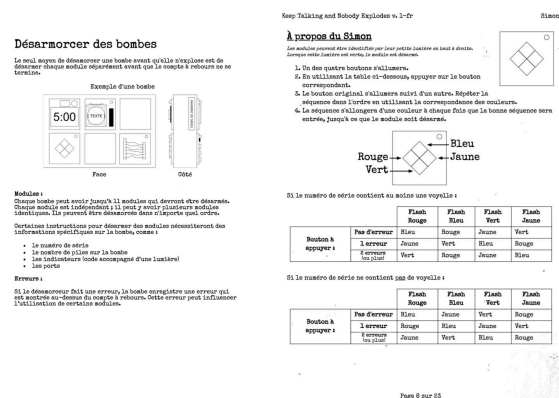 Désarmorcer des bombes
Le seul moyen de désamorcer une bombe avant qu'elle n'explose est de
désarmer chaque module séparément avant que le compte à rebours ne se
termine.
Exemple d'une bombe
5:00
TEXTE
Face
Côté
Modules :
Chaque bombe peut avoir jusqu'à 11 modules qui devront être désarmés.
Chaque module est indépendant ; il peut y avoir plusieurs modules
identiques. Ils peuvent être désamorcés dans n'importe quel ordre.
Certaines instructions pour désarmer des modules nécessiteront des
informations spécifiques sur la bombe, comme :
• le numéro de série
• le nombre de piles sur la bombe
• les indicateurs (code accompagné d'une lumière)
• les ports
Erreurs :
Si le désamorceur fait une erreur, la bombe enregistre une erreur qui
est montrée au-dessus du compte à rebours. Cette erreur peut influencer
l'utilisation de certains modules.
Keep Talking and Nobody Explodes v. 1-fr
Simon
À propos du Simon
Les modules peuvent être identifiés par leur petite lumière en haut à droite.
Lorsque cette lumière est verte, le module est désarmé.
1. Un des quatre boutons s'allumera.
2. En utilisant la table ci-dessous, appuyer sur le bouton
correspondant.
3. Le bouton original s'allumera suivi d'un autre. Répéter la
séquence dans l'ordre en utilisant la correspondance des couleurs.
4. La séquence s'allongera d'une couleur à chaque fois que la bonne séquence sera
entrée, jusqu'à ce que le module soit désarmé.
Bleu
Rouge
Jaune
Vert
Si le numéro de série contient au moins une voyelle :
Flash Rouge Flash Bleu Flash Vert Flash Jaune
Bouton à appuyer :
Pas d'erreur Bleu Rouge Jaune Vert
1 erreur Jaune Vert Bleu Rouge
2 erreurs (ou plus) Vert Rouge Jaune Bleu
Si le numéro de série ne contient pas de voyelle :
Flash Rouge Flash Bleu Flash Vert Flash Jaune
Bouton à appuyer :
Pas d'erreur Bleu Jaune Vert Rouge
1 erreur Rouge Bleu Jaune Vert
2 erreurs (ou plus) Jaune Vert Bleu Rouge
Page 8 sur 23